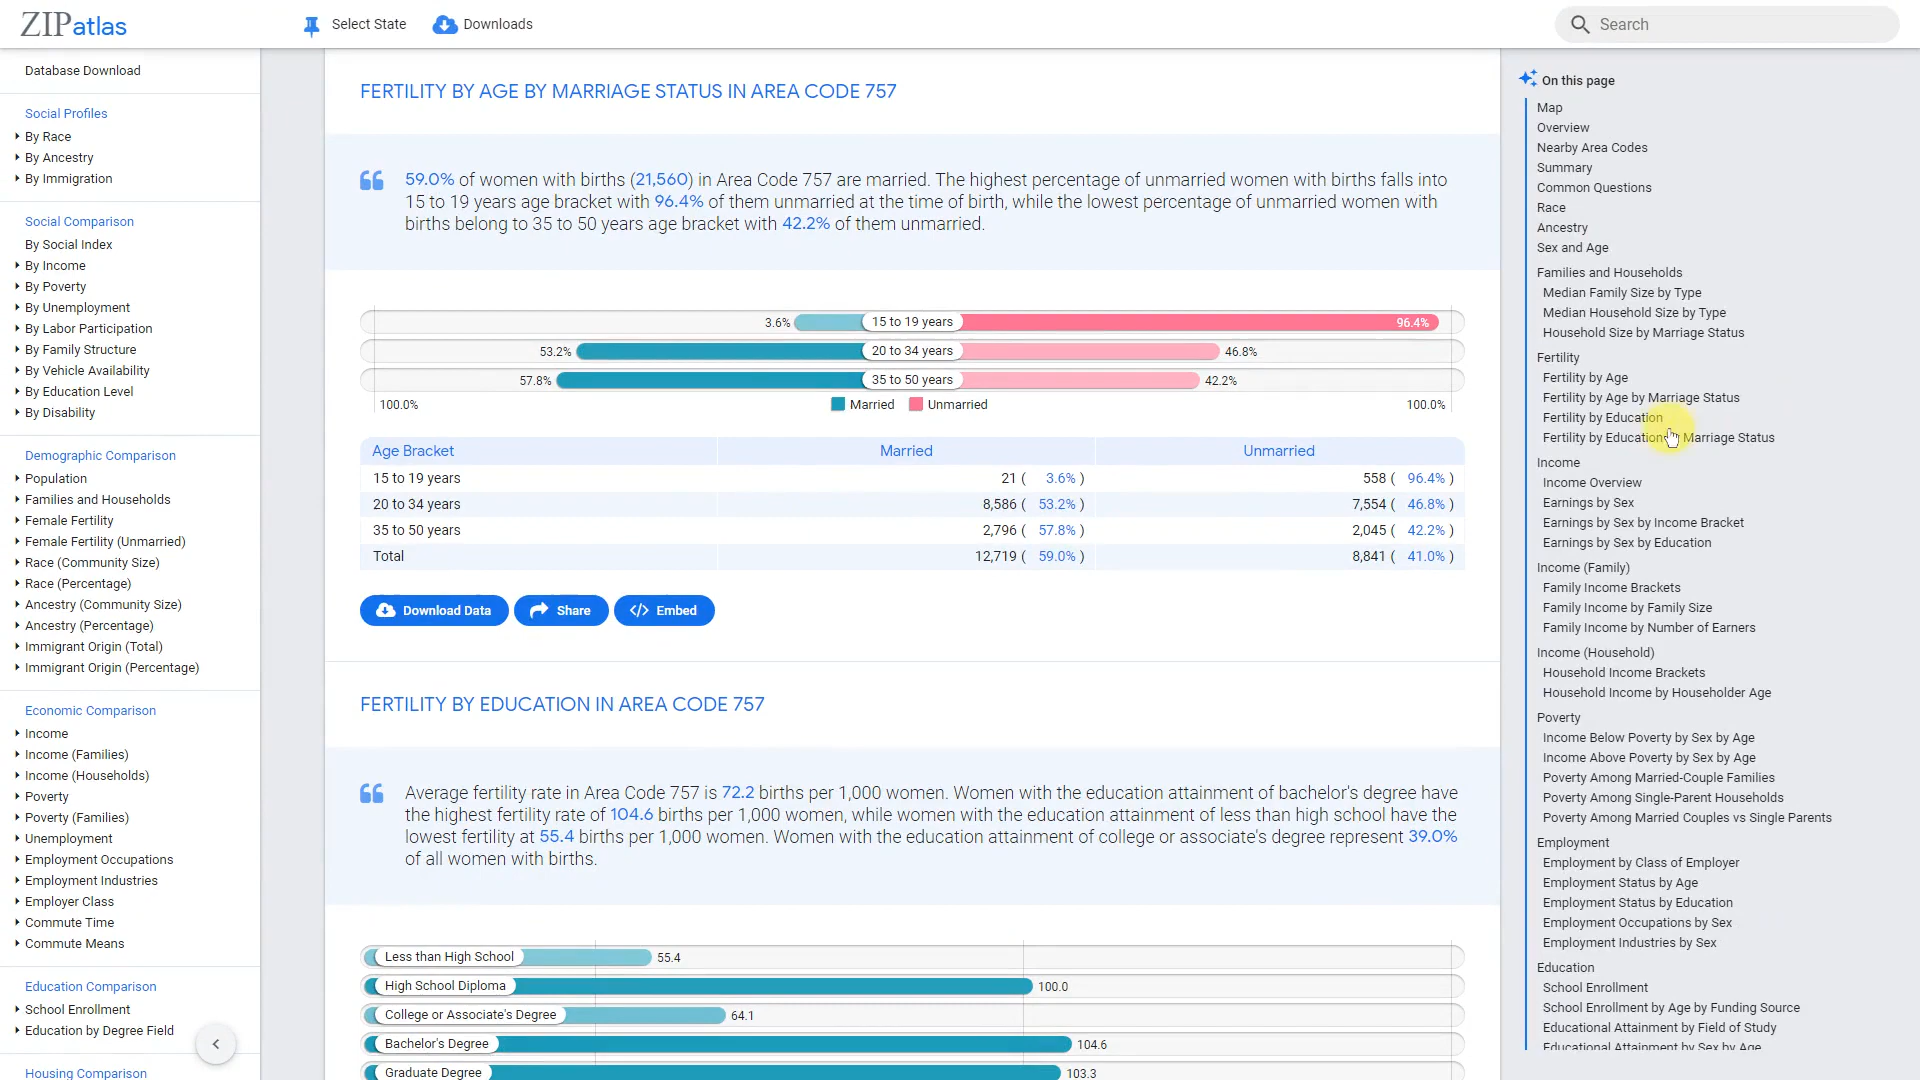 ZIPatlas
Select State
Downloads
Search
Database Download
Social Profiles
By Race
By Ancestry
By Immigration
Social Comparison
By Social Index
By Income
By Poverty
By Unemployment
By Labor Participation
By Family Structure
By Vehicle Availability
By Education Level
By Disability
Demographic Comparison
Population
Families and Households
Female Fertility
Female Fertility (Unmarried)
Race (Community Size)
Race (Percentage)
Ancestry (Community Size)
Ancestry (Percentage)
Immigrant Origin (Total)
Immigrant Origin (Percentage)
Economic Comparison
Income
Income (Families)
Income (Households)
Poverty
Poverty (Families)
Unemployment
Employment Occupations
Employment Industries
Employer Class
Commute Time
Commute Means
Education Comparison
School Enrollment
Education by Degree Field
Housing Comparison
FERTILITY BY AGE BY MARRIAGE STATUS IN AREA CODE 757
59.0% of women with births (21,560) in Area Code 757 are married. The highest percentage of unmarried women with births falls into
15 to 19 years age bracket with 96.4% of them unmarried at the time of birth, while the lowest percentage of unmarried women with
births belong to 35 to 50 years age bracket with 42.2% of them unmarried.
3.6% 15 to 19 years 96.4%
53.2% 20 to 34 years 46.8%
57.8% 35 to 50 years 42.2%
100.0% Married Unmarried 100.0%
Age Bracket Married Unmarried
15 to 19 years 21 ( 3.6% ) 558 ( 96.4% )
20 to 34 years 8,586 ( 53.2% ) 7,554 ( 46.8% )
35 to 50 years 2,796 ( 57.8% ) 2,045 ( 42.2% )
Total 12,719 ( 59.0% ) 8,841 ( 41.0% )
Download Data Share Embed
FERTILITY BY EDUCATION IN AREA CODE 757
Average fertility rate in Area Code 757 is 72.2 births per 1,000 women. Women with the education attainment of bachelor's degree have
the highest fertility rate of 104.6 births per 1,000 women, while women with the education attainment of less than high school have the
lowest fertility at 55.4 births per 1,000 women. Women with the education attainment of college or associate's degree represent 39.0%
of all women with births.
Less than High School 55.4
High School Diploma 100.0
College or Associate's Degree 64.1
Bachelor's Degree 104.6
Graduate Degree 103.3
On this page
Map
Overview
Nearby Area Codes
Summary
Common Questions
Race
Ancestry
Sex and Age
Families and Households
Median Family Size by Type
Median Household Size by Type
Household Size by Marriage Status
Fertility
Fertility by Age
Fertility by Age by Marriage Status
Fertility by Education
Fertility by Education Marriage Status
Income
Income Overview
Earnings by Sex
Earnings by Sex by Income Bracket
Earnings by Sex by Education
Income (Family)
Family Income Brackets
Family Income by Family Size
Family Income by Number of Earners
Income (Household)
Household Income Brackets
Household Income by Householder Age
Poverty
Income Below Poverty by Sex by Age
Income Above Poverty by Sex by Age
Poverty Among Married-Couple Families
Poverty Among Single-Parent Households
Poverty Among Married Couples vs Single Parents
Employment
Employment by Class of Employer
Employment Status by Age
Employment Status by Education
Employment Occupations by Sex
Employment Industries by Sex
Education
School Enrollment
School Enrollment by Age by Funding Source
Educational Attainment by Field of Study
Educational Attainment by Sex by Age